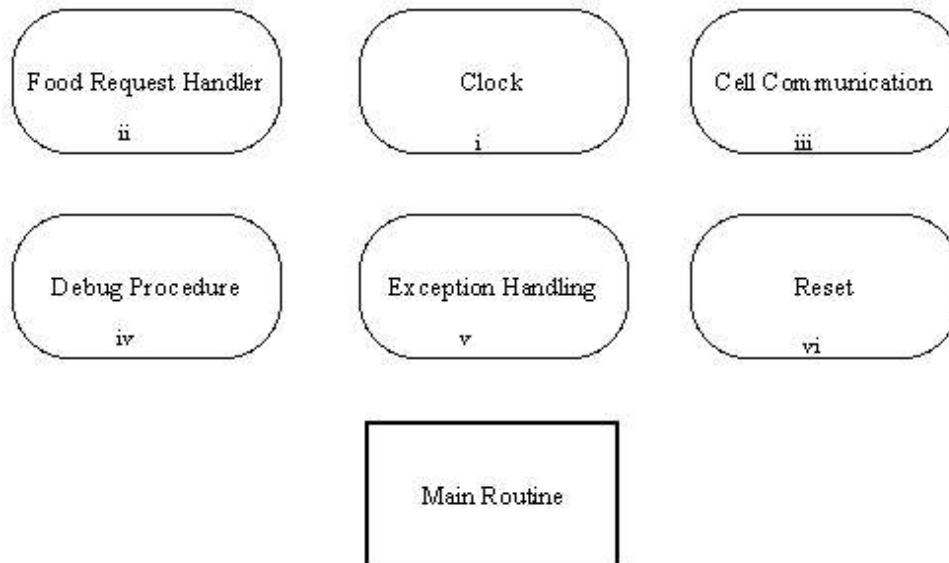 Food Request Handler
ii
Clock
i
Cell Communication
iii
Debug Procedure
iv
Exception Handling
v
Reset
vi
Main Routine